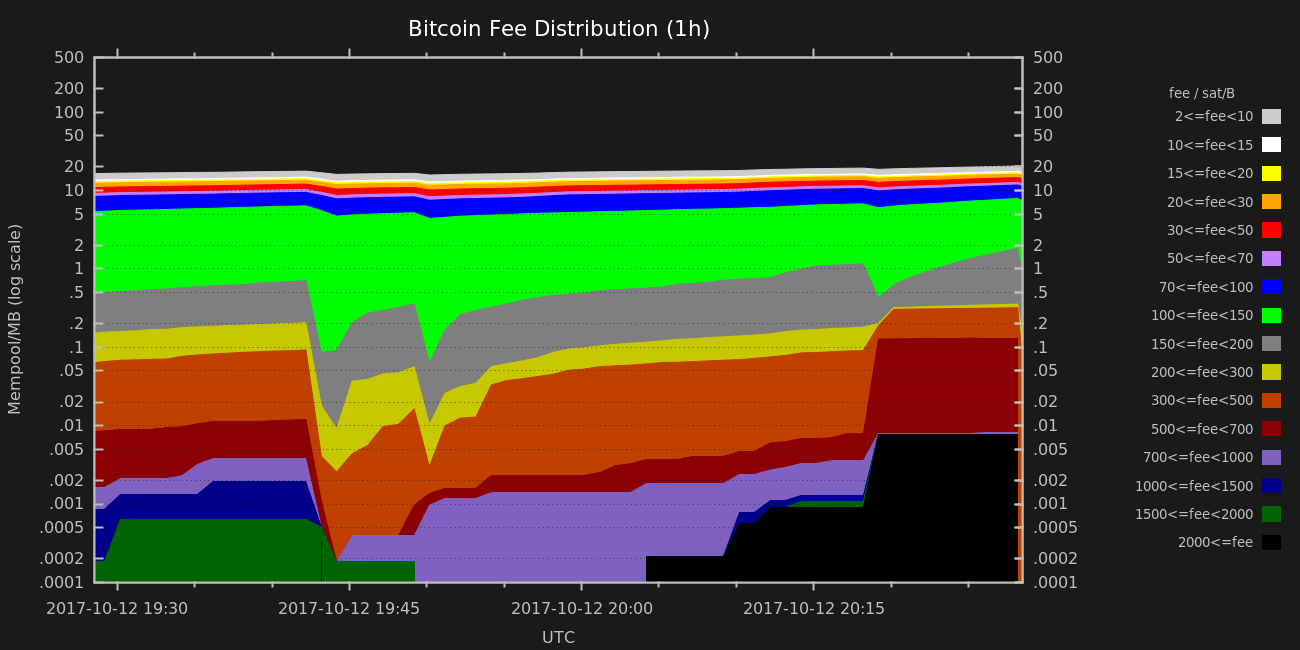 Bitcoin Fee Distribution (1h)
Mempool/MB (log scale)
500
200
100
50
20
10
5
2
1
.5
.2
.1
.05
.02
.01
.005
.002
.001
.0005
.0002
.0001
500
200
100
50
20
10
5
2
1
.5
.2
.1
.05
.02
.01
.005
.002
.001
.0005
.0002
.0001
2017-10-12 19:30 2017-10-12 19:45 2017-10-12 20:00 2017-10-12 20:15
UTC
fee / sat/B
2<=fee<10
10<=fee<15
15<=fee<20
20<=fee<30
30<=fee<50
50<=fee<70
70<=fee<100
100<=fee<150
150<=fee<200
200<=fee<300
300<=fee<500
500<=fee<700
700<=fee<1000
1000<=fee<1500
1500<=fee<2000
2000<=fee